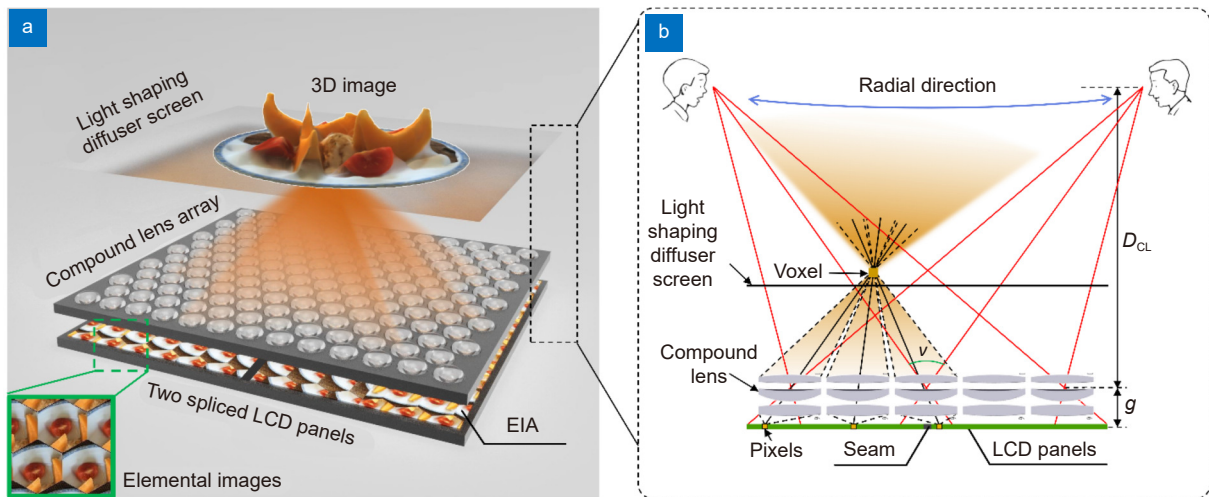 a
3D image
Light shaping
diffuser screen
Compound lens array
Two spliced LCD panels
EIA
Elemental images
b
Radial direction
Light
shaping
diffuser
screen
Voxel
D_CL
Compound
lens
v
g
Pixels
Seam
LCD panels